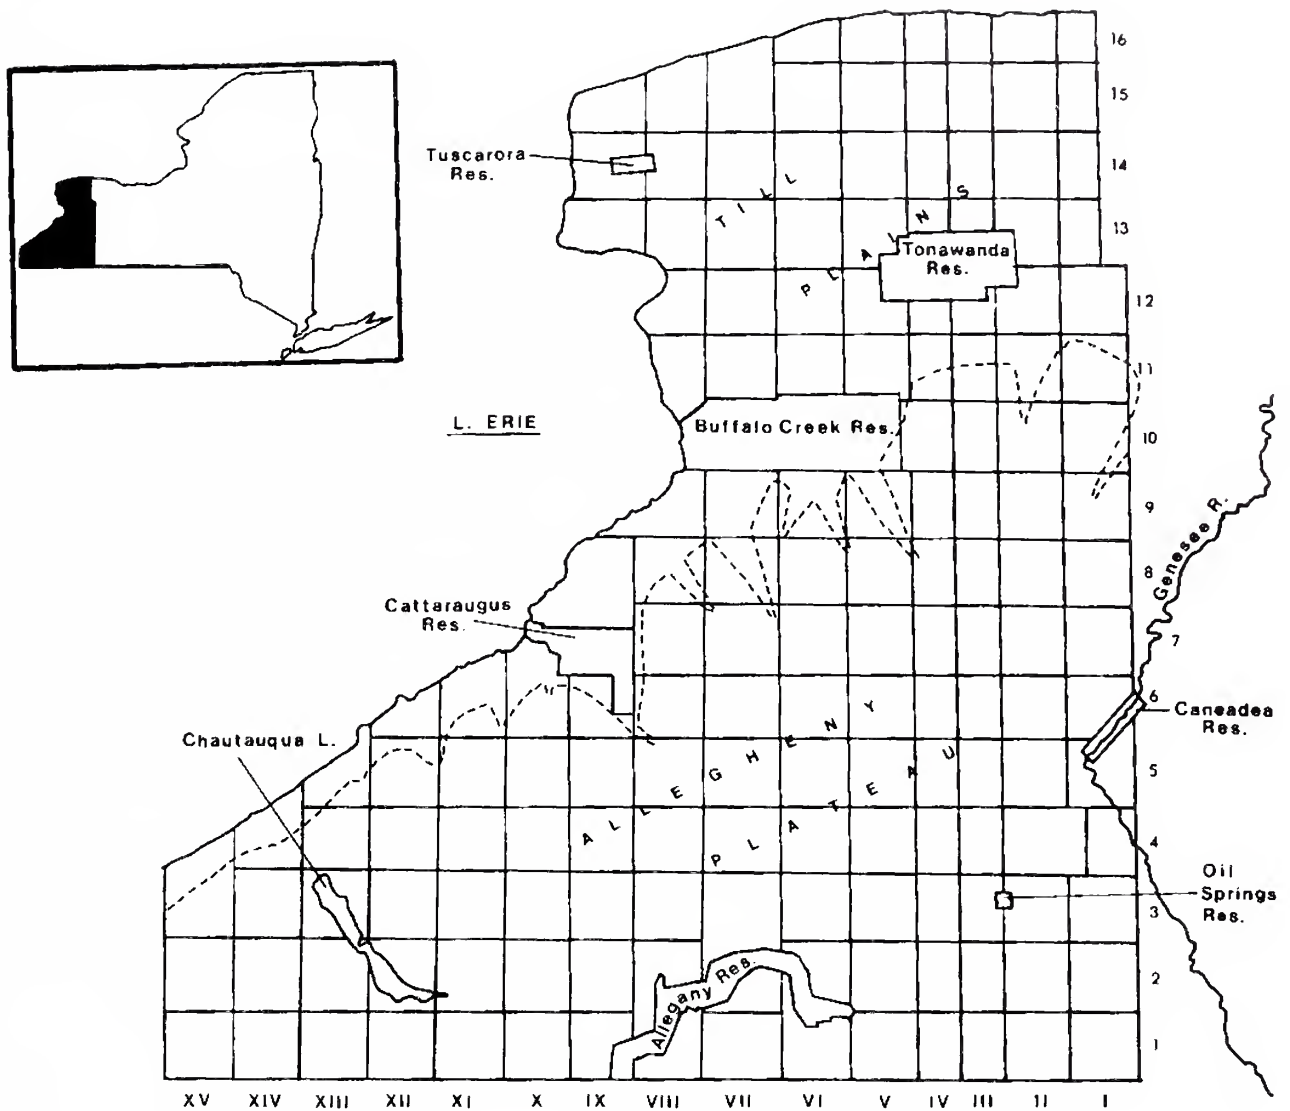 16
15
Tuscarora
Res.
14
TILL
PLAINS
13
Tonawanda
Res.
12
11
L. ERIE
Buffalo Creek Res.
10
9
Genesee R.
8
Cattaraugus
Res.
7
6
Caneadea
Res.
Chautauqua L.
ALLEGHENY
PLATEAU
5
4
Oil
Springs
Res.
3
Allegany Res.
2
1
XV XIV XIII XII XI X IX VIII VII VI V IV III II I